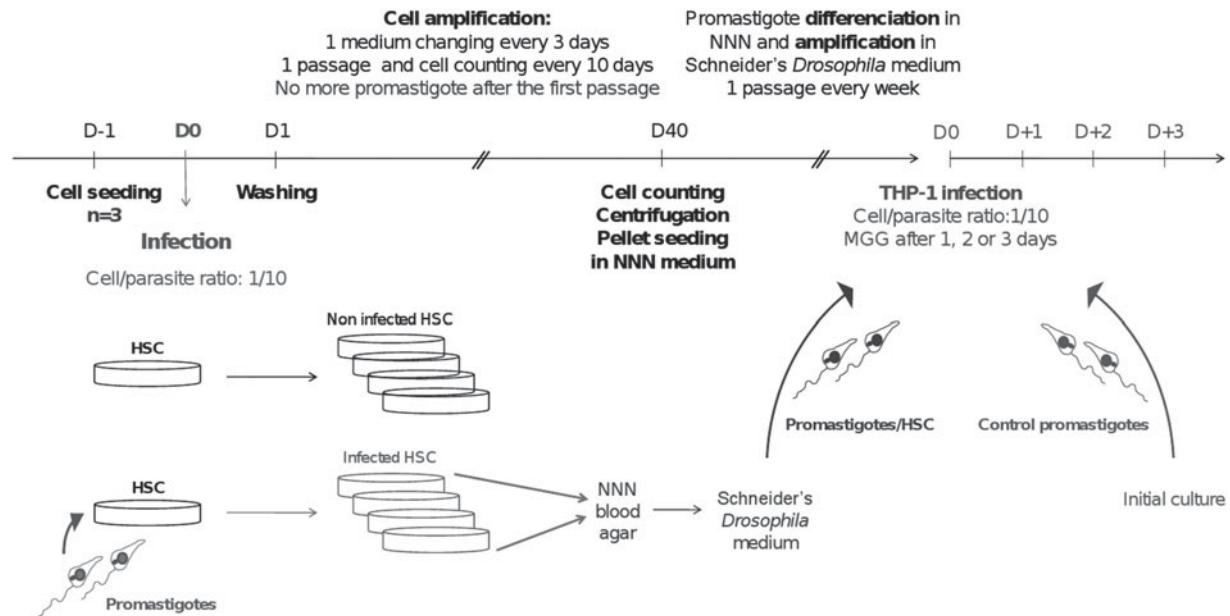 Cell amplification:
1 medium changing every 3 days
1 passage and cell counting every 10 days
No more promastigote after the first passage
Promastigote differenciation in
NNN and amplification in
Schneider's Drosophila medium
1 passage every week
D-1
D0
D1
D40
D0
D+1
D+2
D+3
Cell seeding
n=3
Washing
Infection
Cell/parasite ratio: 1/10
Cell counting
Centrifugation
Pellet seeding
in NNN medium
THP-1 infection
Cell/parasite ratio:1/10
MGG after 1, 2 or 3 days
HSC
Non infected HSC
Promastigotes/HSC
Control promastigotes
HSC
Infected HSC
NNN
blood
agar
Schneider's
Drosophila
medium
Initial culture
Promastigotes